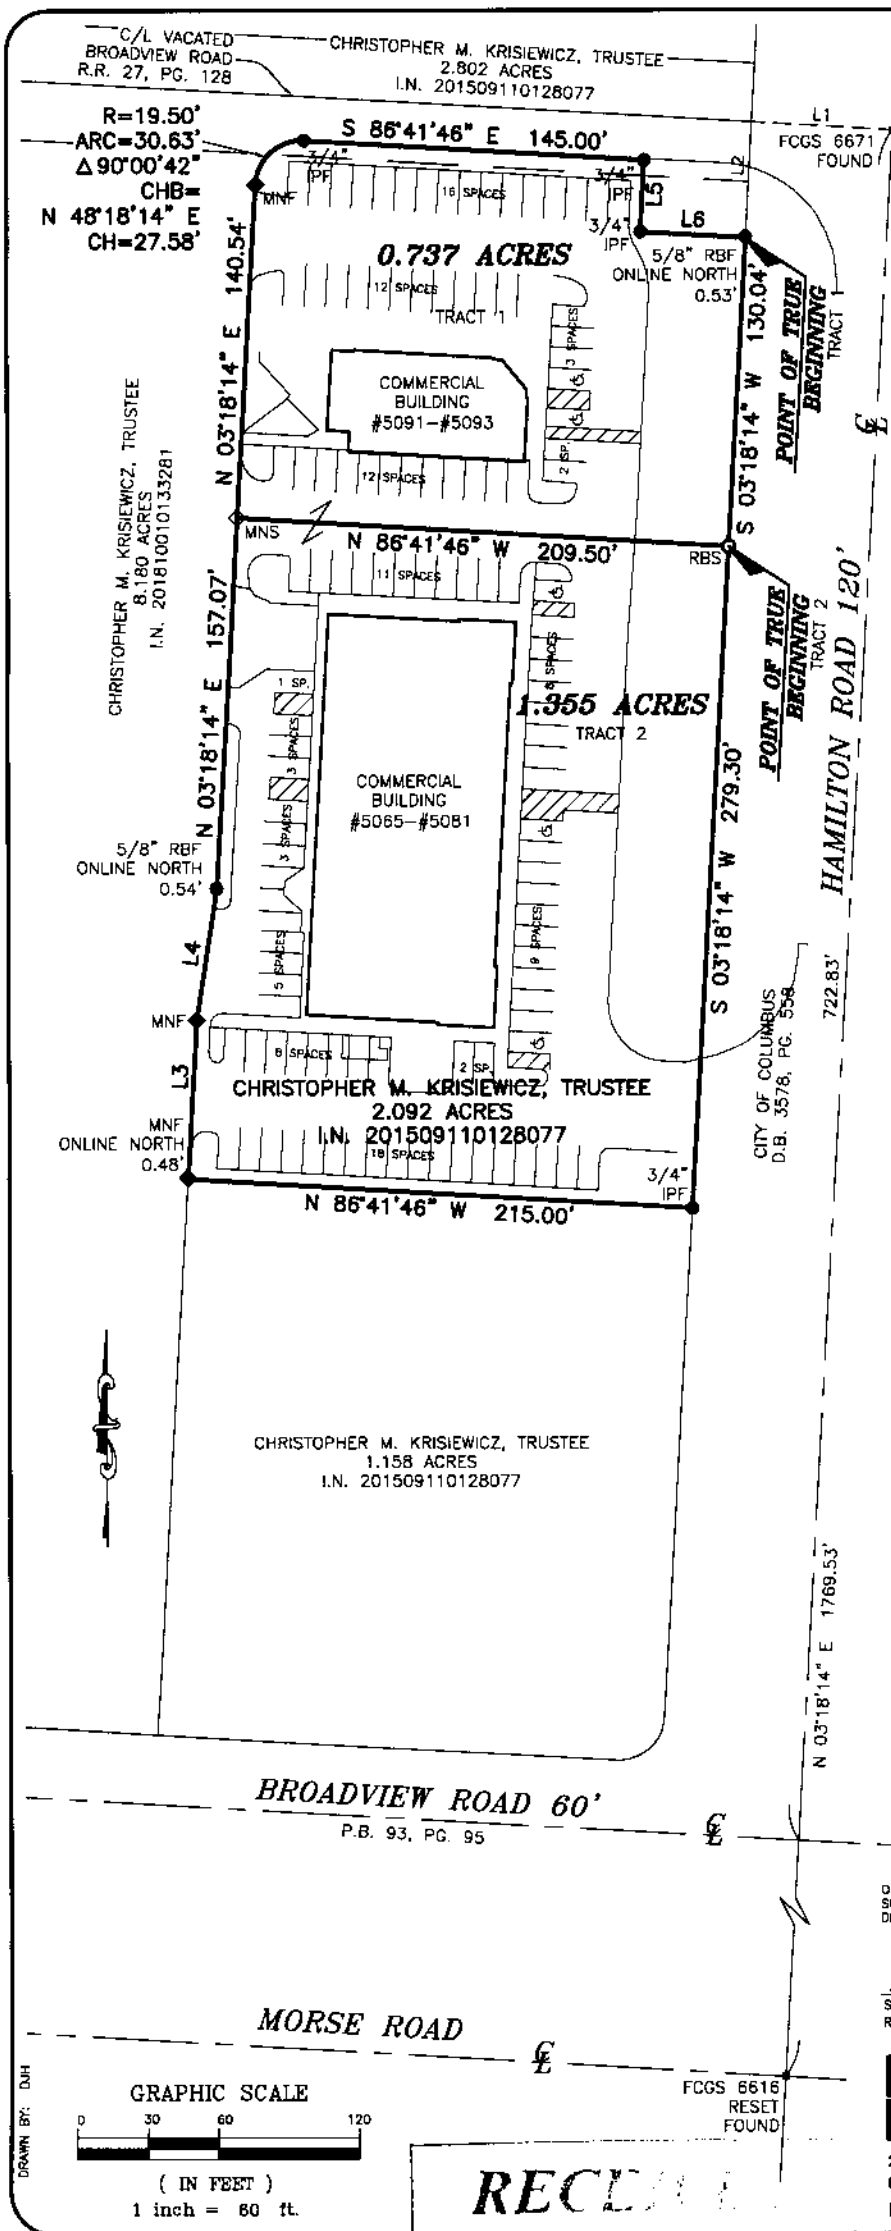 C/L VACATED
BROADVIEW ROAD
R.R. 27, PG. 128
CHRISTOPHER M. KRISIEWICZ, TRUSTEE
2.802 ACRES
I.N. 201509110128077
L1
FCGS 6671
FOUND
L2
R=19.50'
ARC=30.63'
Δ 90°00'42"
CHB=
N 48°18'14" E
CH=27.58'
S 86°41'46" E 145.00'
3/4"
IPF
MNF
16 SPACES
3/4"
IPF
L5
3/4"
IPF
L6
5/8" RBF
ONLINE NORTH
0.53'
0.737 ACRES
12 SPACES
TRACT 1
3 SPACES
N 03°18'14" E 140.54'
COMMERCIAL
BUILDING
#5091-#5093
2 SP.
12 SPACES
S 03°18'14" W 130.04'
POINT OF TRUE
BEGINNING
TRACT 1
CHRISTOPHER M. KRISIEWICZ, TRUSTEE
8.180 ACRES
I.N. 201810010133281
MNS
N 86°41'46" W 209.50'
RBS
11 SPACES
8 SPACES
POINT OF TRUE
BEGINNING
TRACT 2
N 03°18'14" E 157.07'
1 SP.
3 SPACES
3 SPACES
5 SPACES
1.355 ACRES
TRACT 2
COMMERCIAL
BUILDING
#5065-#5081
9 SPACES
S 03°18'14" W 279.30'
HAMILTON ROAD 120'
722.83'
CITY OF COLUMBUS
D.B. 3578, PG. 558
5/8" RBF
ONLINE NORTH
0.54'
L4
MNF
L3
8 SPACES
2 SP.
CHRISTOPHER M. KRISIEWICZ, TRUSTEE
2.092 ACRES
I.N. 201509110128077
MNF
ONLINE NORTH
0.48'
18 SPACES
3/4"
IPF
N 86°41'46" W 215.00'
CHRISTOPHER M. KRISIEWICZ, TRUSTEE
1.158 ACRES
I.N. 201509110128077
N 03°18'14" E 1769.53'
BROADVIEW ROAD 60'
P.B. 93, PG. 95
MORSE ROAD
FCGS 6616
RESET
FOUND
DRAWN BY: DJH
GRAPHIC SCALE
0 30 60 120
( IN FEET )
1 inch = 60 ft.